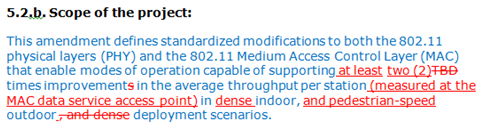 5.2.b. Scope of the project:
This amendment defines standardized modifications to both the 802.11
physical layers (PHY) and the 802.11 Medium Access Control Layer (MAC)
that enable modes of operation capable of supporting at least two (2)TBD
times improvements in the average throughput per station (measured at the
MAC data service access point) in dense indoor, and pedestrian-speed
outdoor , and dense deployment scenarios.